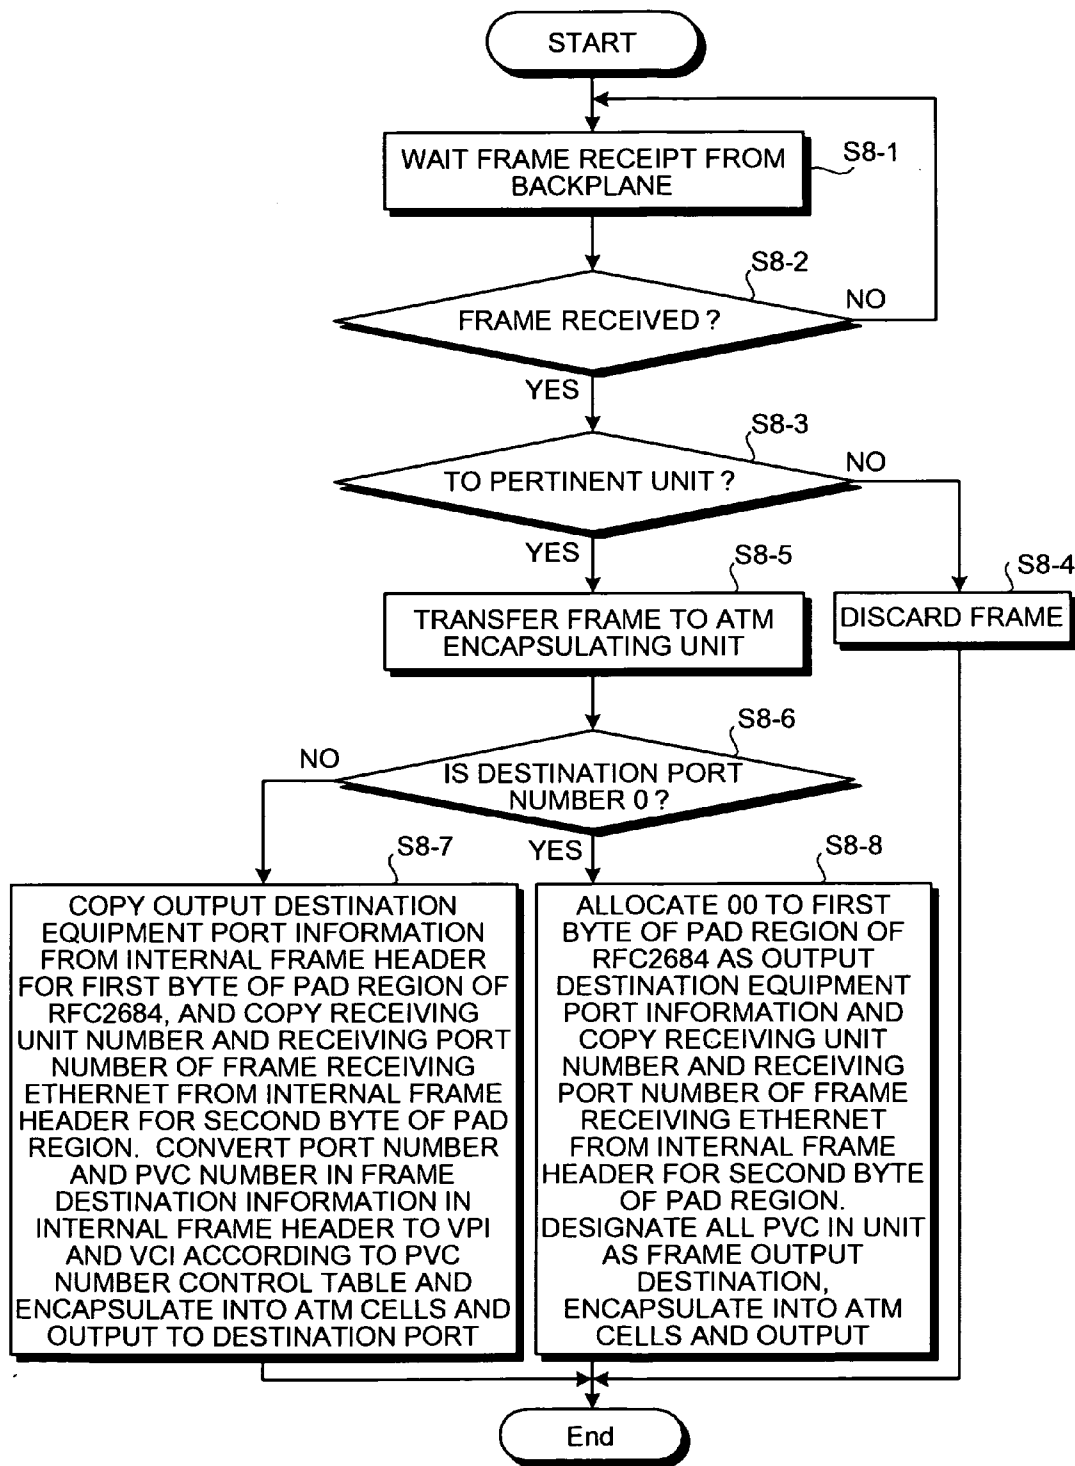 START
WAIT FRAME RECEIPT FROM
BACKPLANE
S8-1
S8-2
FRAME RECEIVED ?
NO
YES
S8-3
TO PERTINENT UNIT ?
NO
YES
S8-5
TRANSFER FRAME TO ATM
ENCAPSULATING UNIT
S8-4
DISCARD FRAME
S8-6
IS DESTINATION PORT
NUMBER 0 ?
NO
YES
S8-7
COPY OUTPUT DESTINATION
EQUIPMENT PORT INFORMATION
FROM INTERNAL FRAME HEADER
FOR FIRST BYTE OF PAD REGION OF
RFC2684, AND COPY RECEIVING
UNIT NUMBER AND RECEIVING PORT
NUMBER OF FRAME RECEIVING
ETHERNET FROM INTERNAL FRAME
HEADER FOR SECOND BYTE OF PAD
REGION. CONVERT PORT NUMBER
AND PVC NUMBER IN FRAME
DESTINATION INFORMATION IN
INTERNAL FRAME HEADER TO VPI
AND VCI ACCORDING TO PVC
NUMBER CONTROL TABLE AND
ENCAPSULATE INTO ATM CELLS AND
OUTPUT TO DESTINATION PORT
S8-8
ALLOCATE 00 TO FIRST
BYTE OF PAD REGION OF
RFC2684 AS OUTPUT
DESTINATION EQUIPMENT
PORT INFORMATION AND
COPY RECEIVING UNIT
NUMBER AND RECEIVING
PORT NUMBER OF FRAME
RECEIVING ETHERNET
FROM INTERNAL FRAME
HEADER FOR SECOND BYTE
OF PAD REGION.
DESIGNATE ALL PVC IN UNIT
AS FRAME OUTPUT
DESTINATION,
ENCAPSULATE INTO ATM
CELLS AND OUTPUT
End